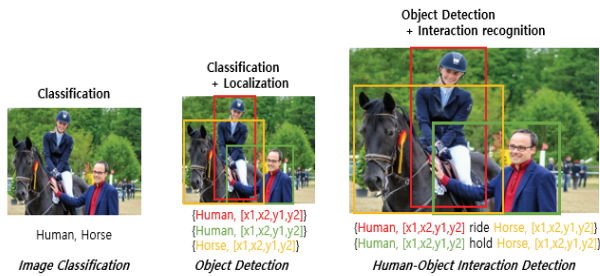 Classification
Human, Horse
Image Classification
Classification
+ Localization
{Human, [x1,x2,y1,y2]}
{Human, [x1,x2,y1,y2]}
{Horse, [x1,x2,y1,y2]}
Object Detection
Object Detection
+ Interaction recognition
{Human, [x1,x2,y1,y2] ride Horse, [x1,x2,y1,y2]}
{Human, [x1,x2,y1,y2] hold Horse, [x1,x2,y1,y2]}
Human-Object Interaction Detection